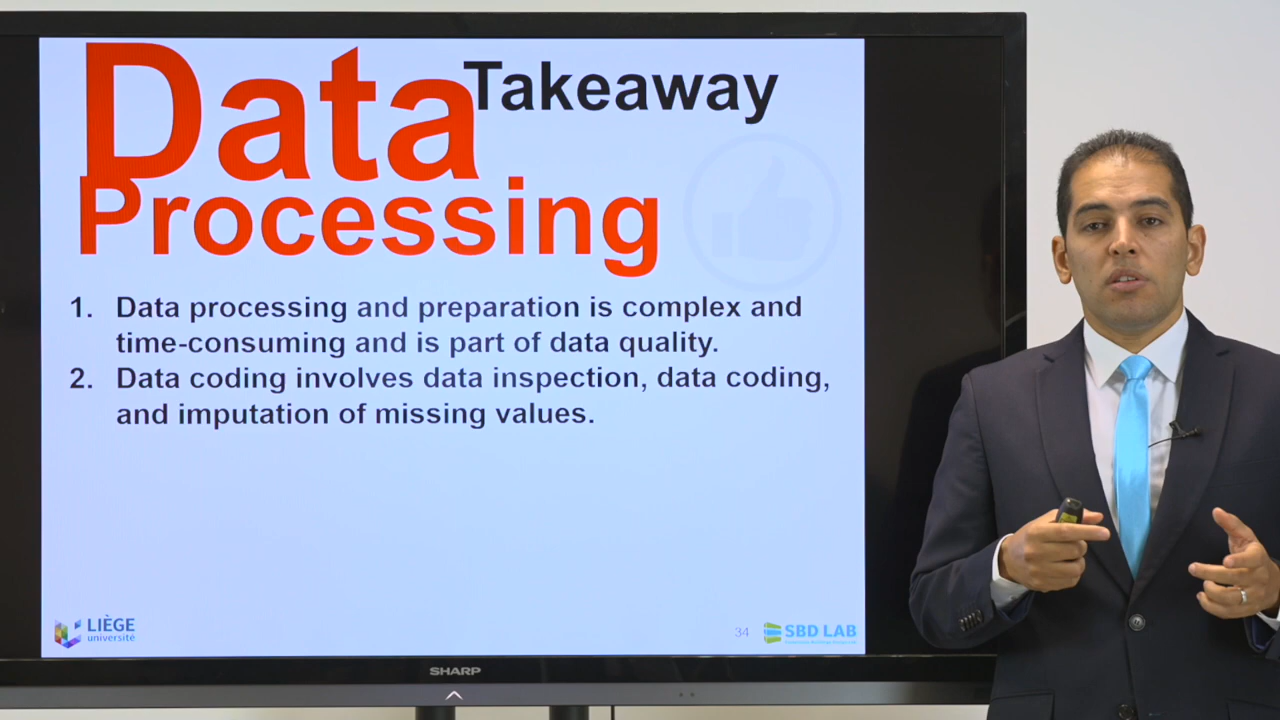 Data Takeaway
Processing
1. Data processing and preparation is complex and
time-consuming and is part of data quality.
2. Data coding involves data inspection, data coding,
and imputation of missing values.
LIÈGE
université
34
SBD LAB
SHARP